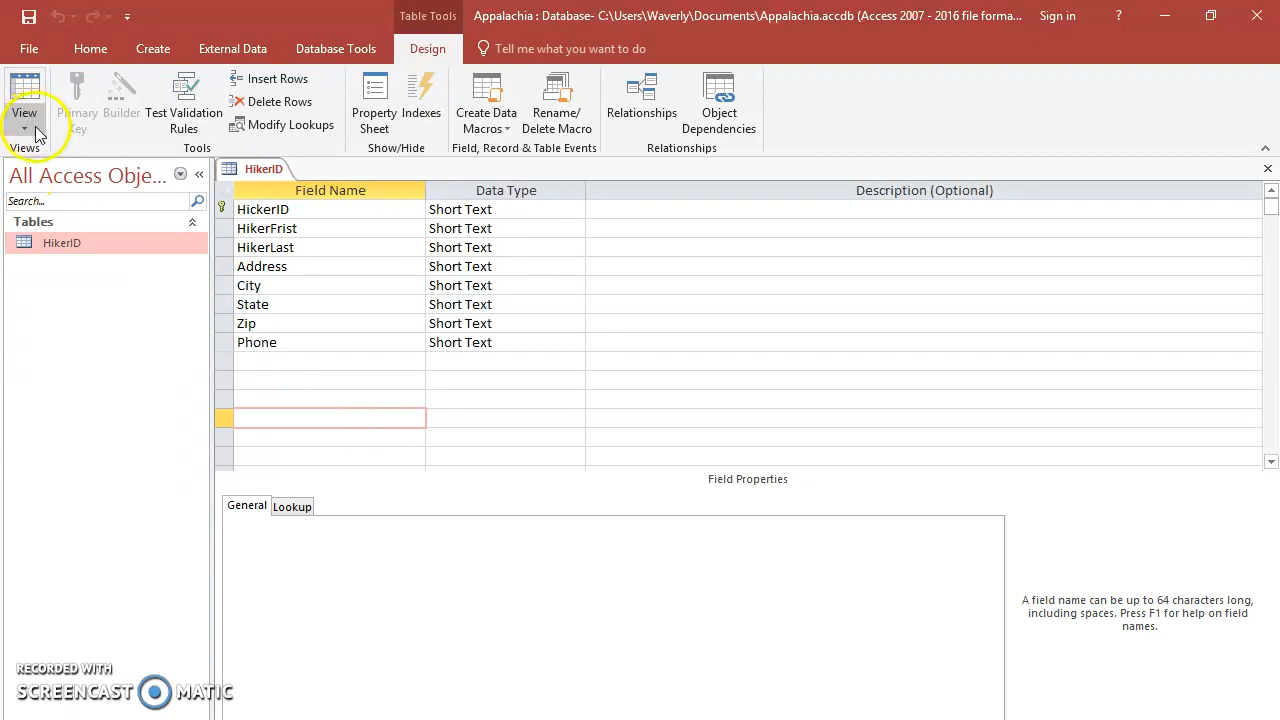 Table Tools
Appalachia : Database- C:\Users\Waverly\Documents\Appalachia.accdb (Access 2007 - 2016 file forma...
Sign in
?
File
Home
Create
External Data
Database Tools
Design
Tell me what you want to do
View
Primary
Key
Builder
Test Validation
Rules
Insert Rows
Delete Rows
Modify Lookups
Property
Sheet
Indexes
Create Data
Macros
Rename/
Delete Macro
Relationships
Object
Dependencies
Views
Tools
Show/Hide
Field, Record & Table Events
Relationships
All Access Obje...
Search...
Tables
HikerID
HikerID
Field Name Data Type Description (Optional)
HickerID Short Text
HikerFrist Short Text
HikerLast Short Text
Address Short Text
City Short Text
State Short Text
Zip Short Text
Phone Short Text
Field Properties
General Lookup
A field name can be up to 64 characters long,
including spaces. Press F1 for help on field
names.
RECORDED WITH
SCREENCAST MATIC